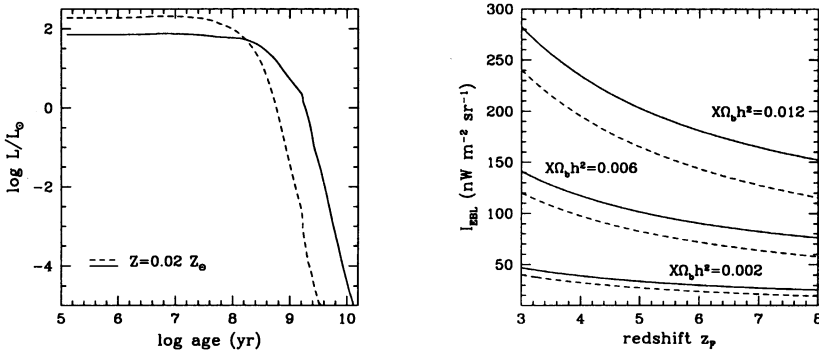 2
0
-2
-4
log L/L⊙
Z=0.02 Z⊙
5 6 7 8 9 10
log age (yr)
300
250
200
150
100
50
I_EBL (nW m⁻² sr⁻¹)
XΩ_b h²=0.012
XΩ_b h²=0.006
XΩ_b h²=0.002
3 4 5 6 7 8
redshift z_F